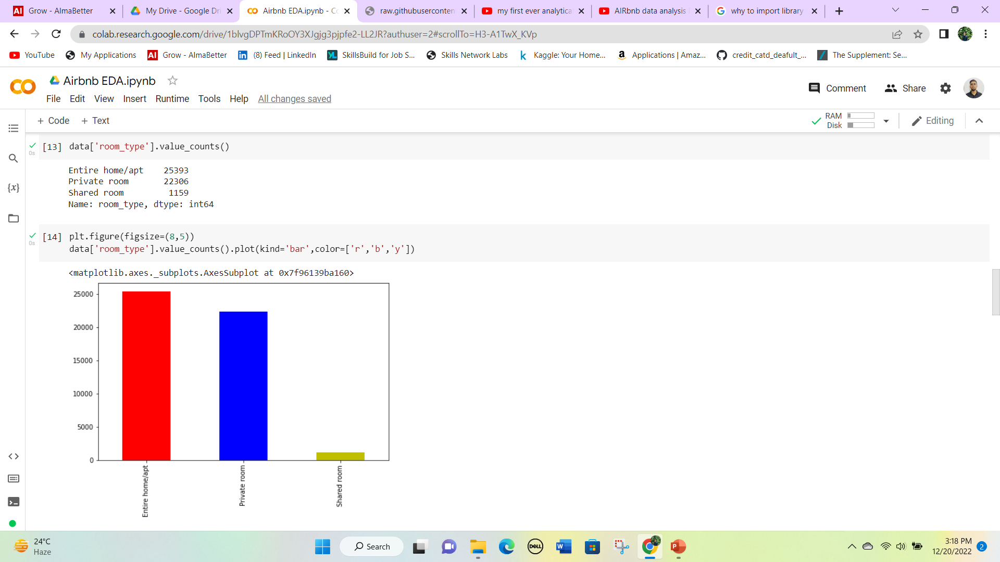 Grow - AlmaBetter
My Drive - Google Dri
Airbnb EDA.ipynb - Co
raw.githubuserconten
my first ever analytica
AIRbnb data analysis
why to import library
colab.research.google.com/drive/1blvgDPTmKRoOY3XJgjg3pjpfe2-LL2JR?authuser=2#scrollTo=H3-A1TwX_KVp
YouTube
My Applications
AI
Grow - AlmaBetter
(8) Feed | LinkedIn
SkillsBuild for Job S...
Skills Network Labs
Kaggle: Your Home...
Applications | Amaz...
credit_catd_deafult_...
The Supplement: Se...
Airbnb EDA.ipynb
Comment
Share
File Edit View Insert Runtime Tools Help All changes saved
+ Code + Text
RAM
Disk
Editing
[13] data['room_type'].value_counts()
0s
Entire home/apt 25393
Private room 22306
Shared room 1159
Name: room_type, dtype: int64
[14] plt.figure(figsize=(8,5))
0s
data['room_type'].value_counts().plot(kind='bar',color=['r','b','y'])
<matplotlib.axes._subplots.AxesSubplot at 0x7f96139ba160>
25000
20000
15000
10000
5000
0
Entire home/apt
Private room
Shared room
24°C
Haze
Search
3:18 PM
12/20/2022
2